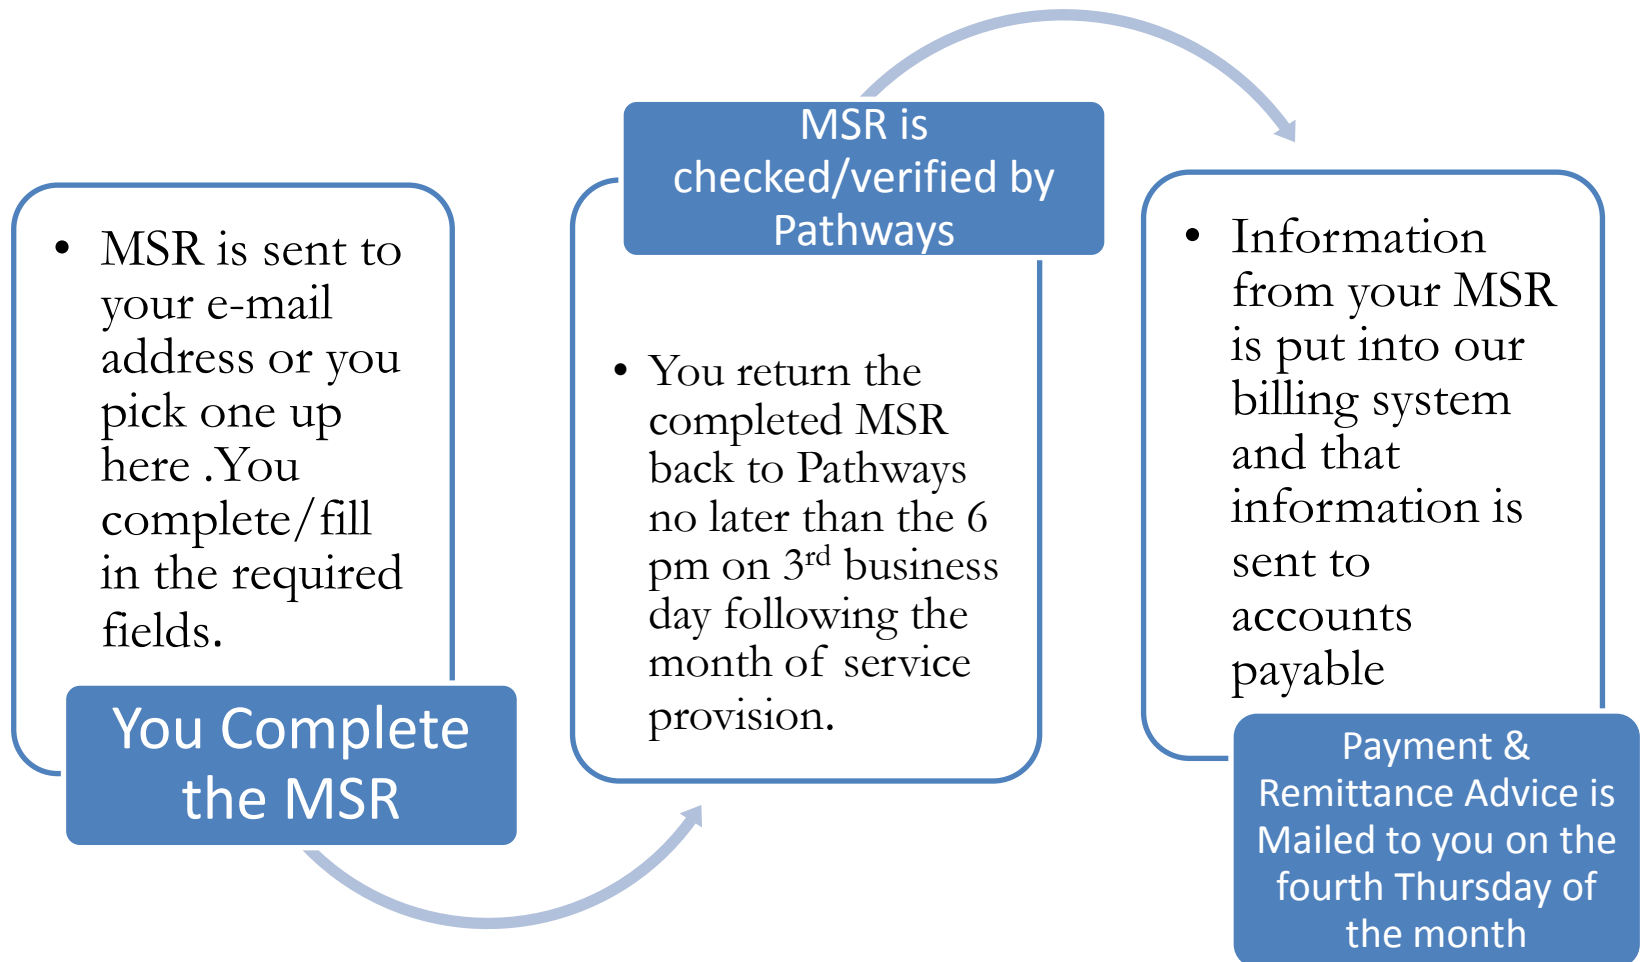 • MSR is sent to
your e-mail
address or you
pick one up
here .You
complete/fill
in the required
fields.
You Complete
the MSR
MSR is
checked/verified by
Pathways
• You return the
completed MSR
back to Pathways
no later than the 6
pm on 3rd business
day following the
month of service
provision.
• Information
from your MSR
is put into our
billing system
and that
information is
sent to
accounts
payable
Payment &
Remittance Advice is
Mailed to you on the
fourth Thursday of
the month